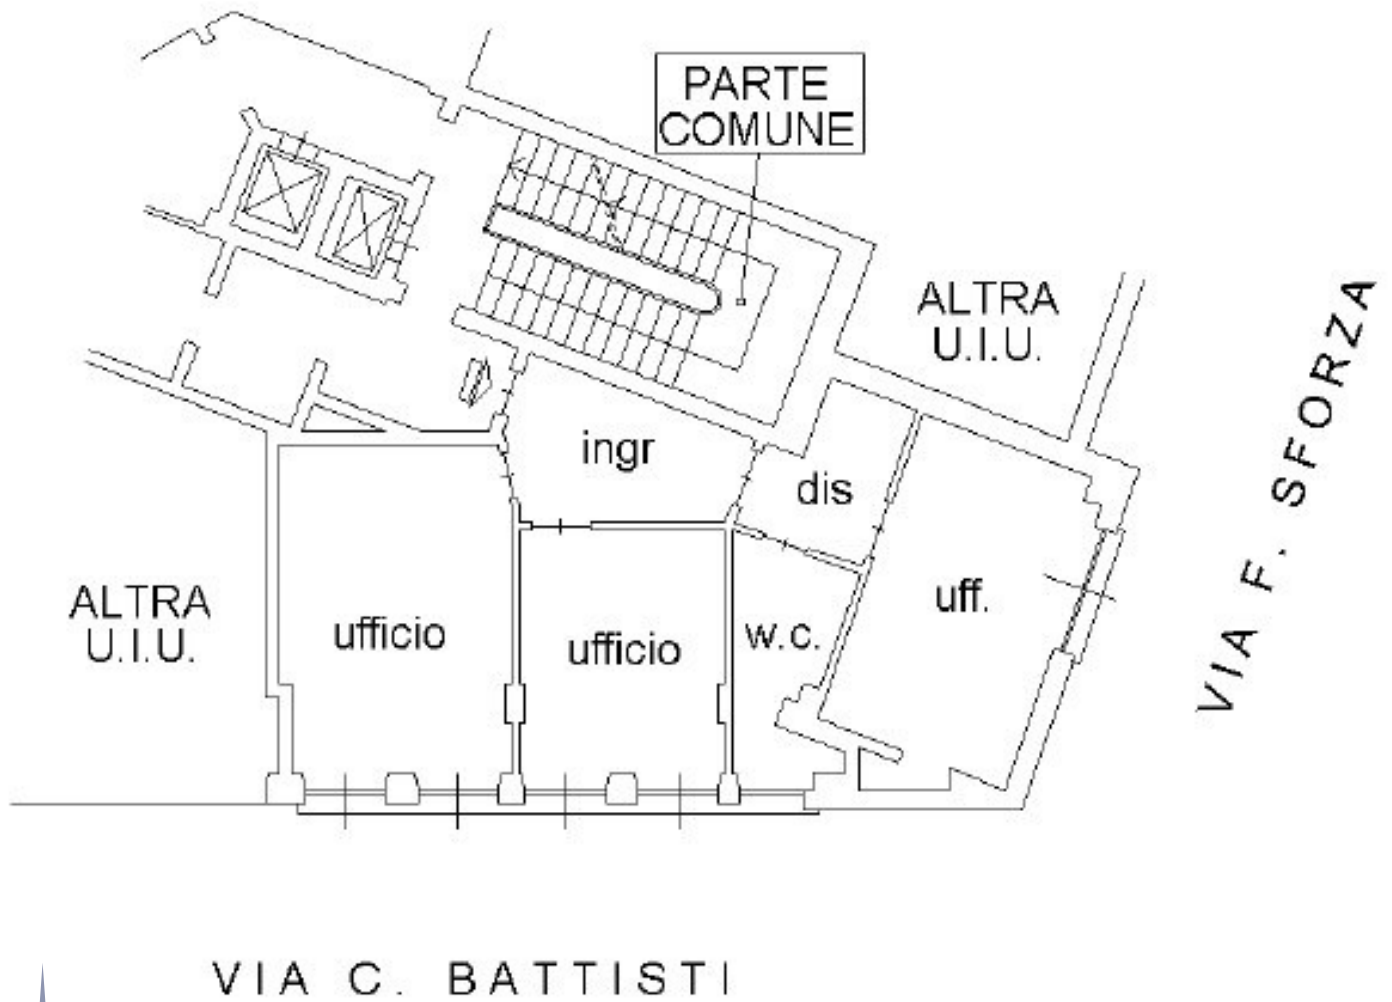 PARTE
COMUNE
ALTRA
U.I.U.
ingr
dis
VIA F. SFORZA
ALTRA
U.I.U.
ufficio
ufficio
w.c.
uff.
VIA C. BATTISTI